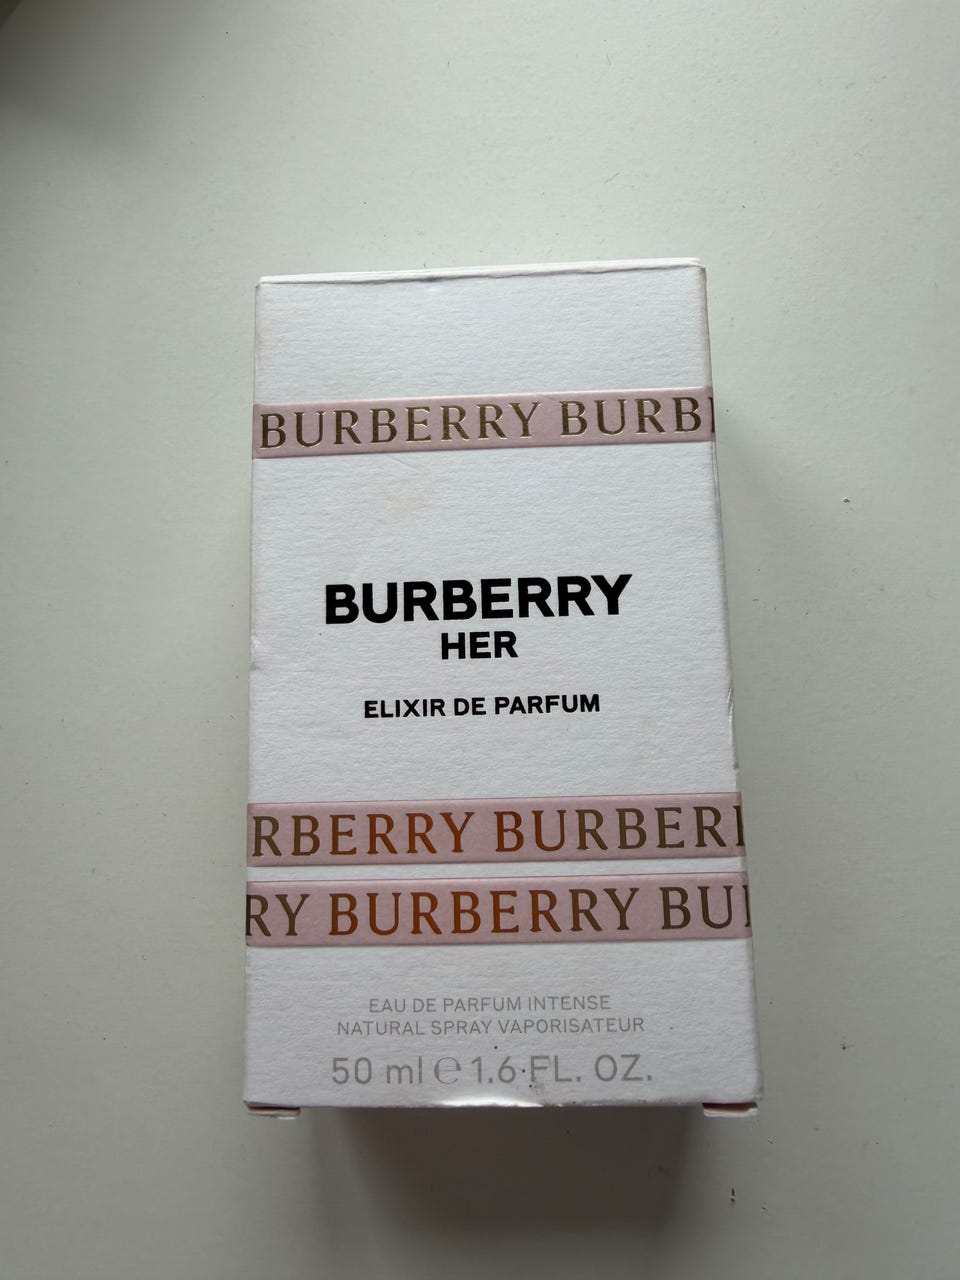 BURBERRY BURB
BURBERRY
HER
ELIXIR DE PARFUM
RBERRY BURBER
RY BURBERRY BU
EAU DE PARFUM INTENSE
NATURAL SPRAY VAPORISATEUR
50 ml ℮ 1.6 FL. OZ.